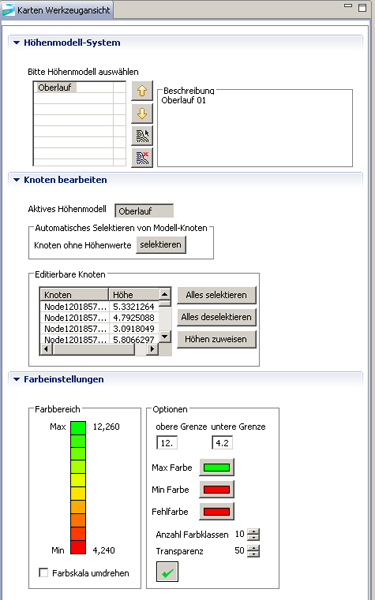 Karten Werkzeugansicht
Höhenmodell-System
Bitte Höhenmodell auswählen
Oberlauf
Beschreibung
Oberlauf 01
Knoten bearbeiten
Aktives Höhenmodell Oberlauf
Automatisches Selektieren von Modell-Knoten
Knoten ohne Höhenwerte selektieren
Editierbare Knoten
Knoten Höhe
Node1201857... 5.3321264
Node1201857... 4.7925088
Node1201857... 3.0918049
Node1201857... 5.8066297
Alles selektieren
Alles deselektieren
Höhen zuweisen
Farbeinstellungen
Farbbereich
Max 12,260
Min 4,240
Farbskala umdrehen
Optionen
obere Grenze untere Grenze
12. 4.2
Max Farbe
Min Farbe
Fehlfarbe
Anzahl Farbklassen 10
Transparenz 50